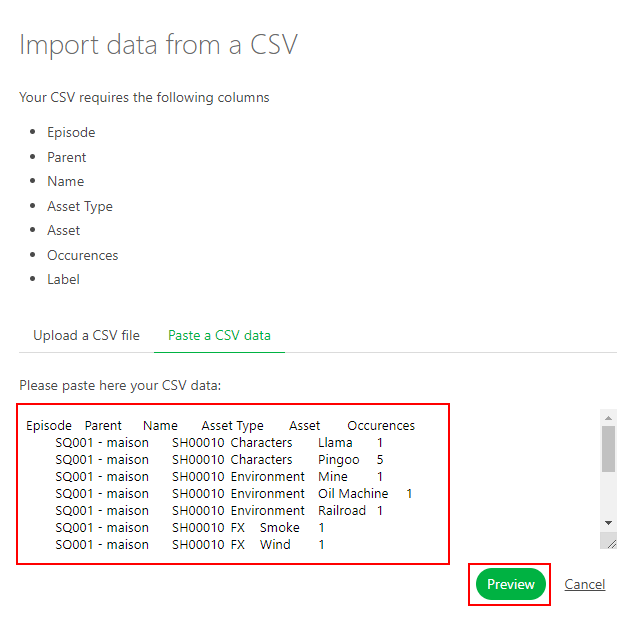 Import data from a CSV
Your CSV requires the following columns
Episode
Parent
Name
Asset Type
Asset
Occurences
Label
Upload a CSV file Paste a CSV data
Please paste here your CSV data:
Episode Parent Name Asset Type Asset Occurences
SQ001 - maison SH00010 Characters Llama 1
SQ001 - maison SH00010 Characters Pingoo 5
SQ001 - maison SH00010 Environment Mine 1
SQ001 - maison SH00010 Environment Oil Machine 1
SQ001 - maison SH00010 Environment Railroad 1
SQ001 - maison SH00010 FX Smoke 1
SQ001 - maison SH00010 FX Wind 1
Preview Cancel